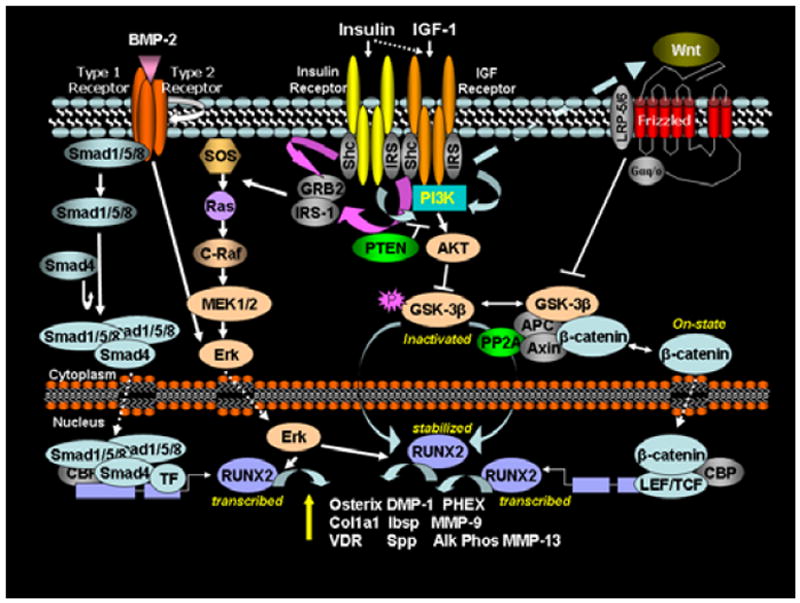 Insulin IGF-1
BMP-2
Wnt
Type 1 Receptor
Type 2 Receptor
Insulin Receptor
IGF Receptor
LRP-5/6
Frizzled
Gαq/o
Smad1/5/8
SOS
Shc
IRS
Shc
IRS
GRB2
IRS-1
PI3K
Smad1/5/8
Ras
PTEN
AKT
Smad4
C-Raf
MEK1/2
P
GSK-3β
GSK-3β
Inactivated
PP2A
APC
Axin
β-catenin
On-state
β-catenin
Smad1/5/8
ad1/5/8
Smad4
Erk
Cytoplasm
Nucleus
Erk
stabilized
RUNX2
Smad1/5/8
ad1/5/8
CBP
Smad4
TF
RUNX2
transcribed
RUNX2
transcribed
β-catenin
CBP
LEF/TCF
Osterix DMP-1 PHEX
Col1a1 Ibsp MMP-9
VDR Spp Alk Phos MMP-13